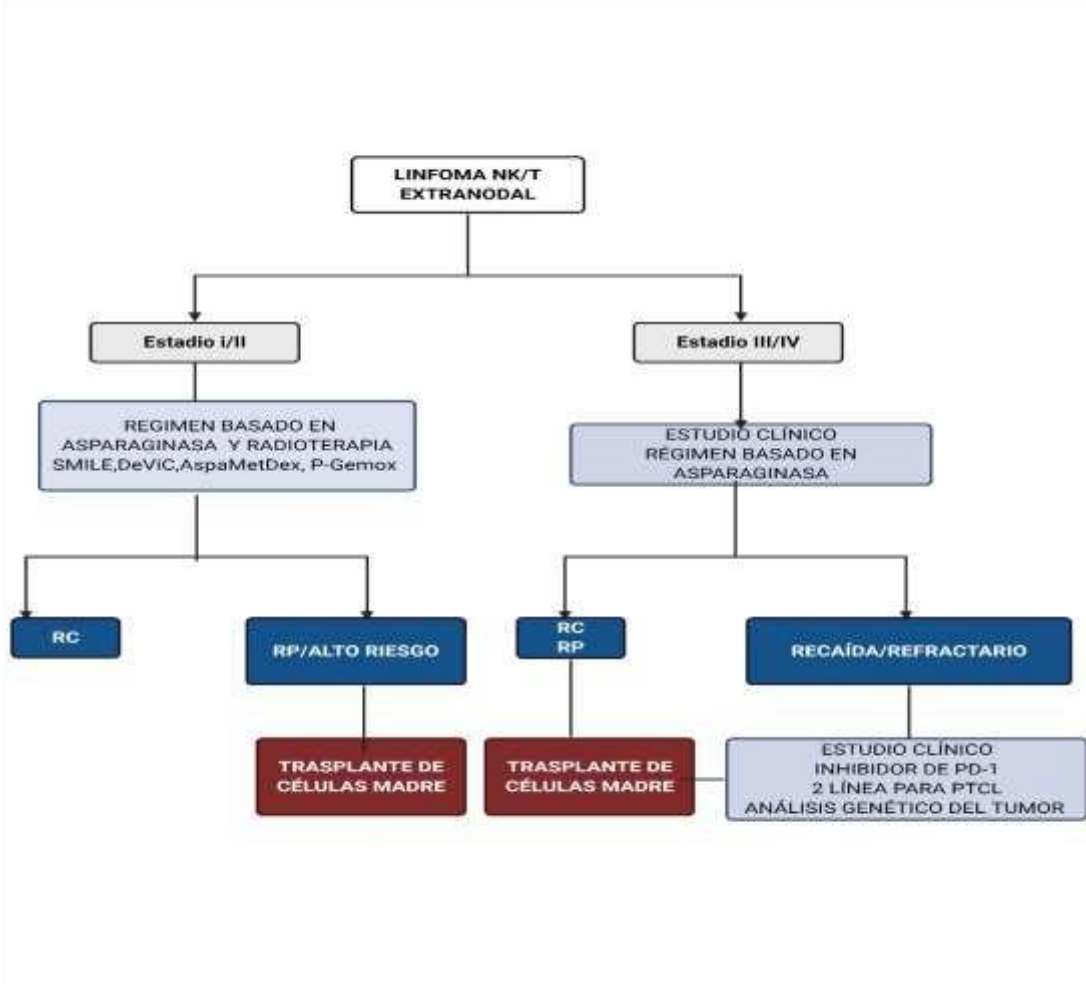 LINFOMA NK/T
EXTRANODAL
Estadio i/II
Estadio III/IV
REGIMEN BASADO EN
ASPARAGINASA Y RADIOTERAPIA
SMILE,DeViC,AspaMetDex, P-Gemox
ESTUDIO CLÍNICO
RÉGIMEN BASADO EN
ASPARAGINASA
RC
RP/ALTO RIESGO
RC
RP
RECAÍDA/REFRACTARIO
TRASPLANTE DE
CÉLULAS MADRE
TRASPLANTE DE
CÉLULAS MADRE
ESTUDIO CLÍNICO
INHIBIDOR DE PD-1
2 LÍNEA PARA PTCL
ANÁLISIS GENÉTICO DEL TUMOR